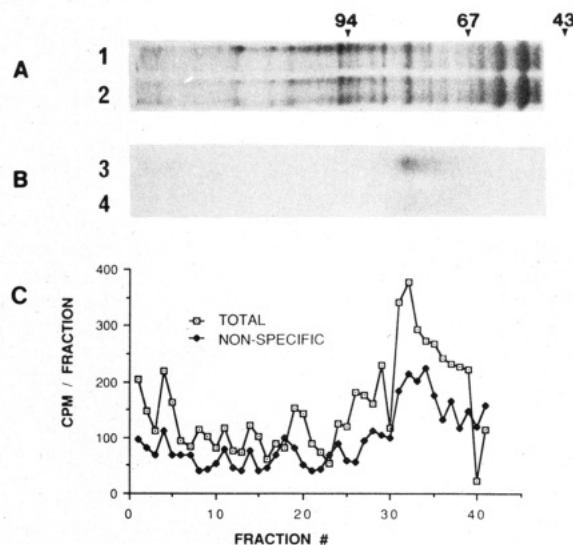 94 67 43
A 1
2
B 3
4
C
400
300
200
100
0
TOTAL
NON-SPECIFIC
CPM / FRACTION
0 10 20 30 40 50
FRACTION #